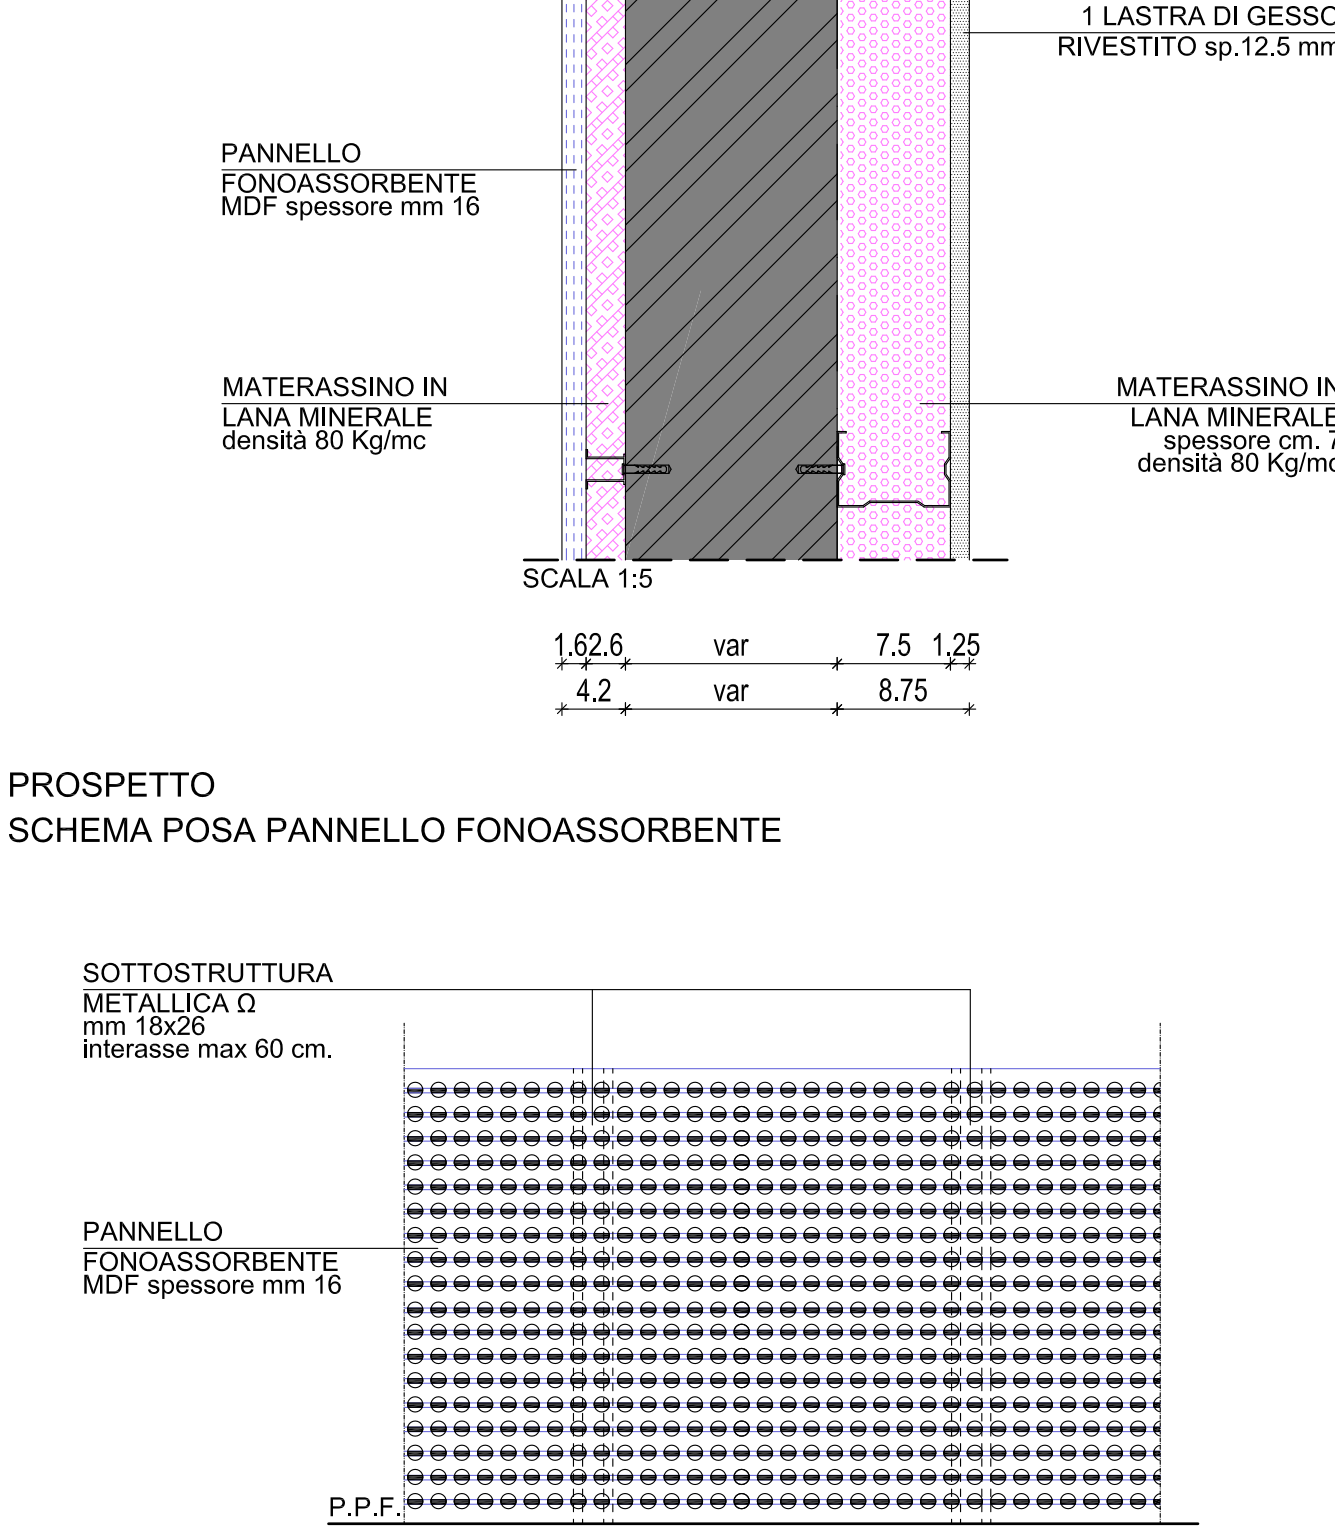 1 LASTRA DI GESSO
RIVESTITO sp.12.5 mm
PANNELLO
FONOASSORBENTE
MDF spessore mm 16
MATERASSINO IN
LANA MINERALE
densità 80 Kg/mc
MATERASSINO IN
LANA MINERALE
spessore cm. 7
densità 80 Kg/mc
SCALA 1:5
1.6 2.6 var 7.5 1.25
4.2 var 8.75
PROSPETTO
SCHEMA POSA PANNELLO FONOASSORBENTE
SOTTOSTRUTTURA
METALLICA Ω
mm 18x26
interasse max 60 cm.
PANNELLO
FONOASSORBENTE
MDF spessore mm 16
P.P.F.